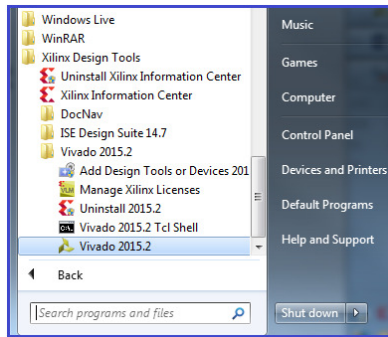 Windows Live
WinRAR
Xilinx Design Tools
Uninstall Xilinx Information Center
Xilinx Information Center
DocNav
ISE Design Suite 14.7
Vivado 2015.2
Add Design Tools or Devices 201
Manage Xilinx Licenses
Uninstall 2015.2
Vivado 2015.2 Tcl Shell
Vivado 2015.2
Back
Search programs and files
Music
Games
Computer
Control Panel
Devices and Printers
Default Programs
Help and Support
Shut down